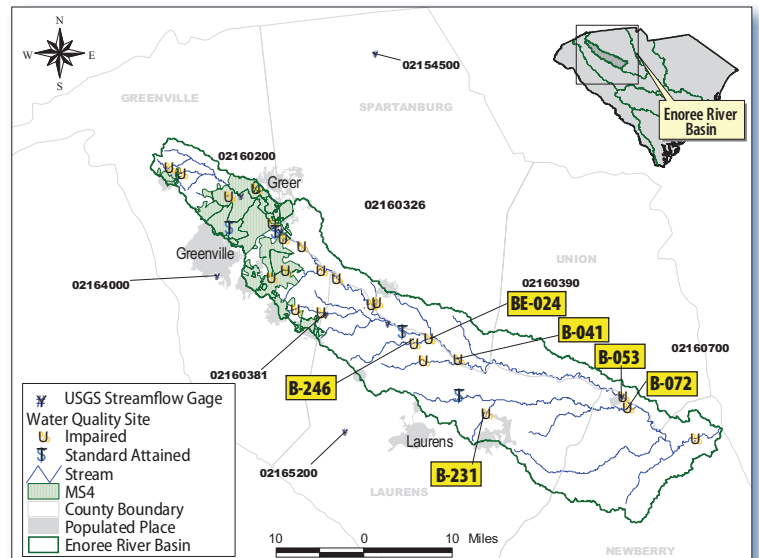 N
W E
S
02154500
GREENVILLE
SPARTANBURG
Enoree River
Basin
02160200
Greer
02160326
Greenville
UNION
02164000
02160390
BE-024
B-041
B-053
02160700
02160381
B-246
B-072
USGS Streamflow Gage
Water Quality Site
U Impaired
T Standard Attained
Stream
MS4
County Boundary
Populated Place
Enoree River Basin
Laurens
02165200
B-231
LAURENS
NEWBERRY
10 0 10 Miles